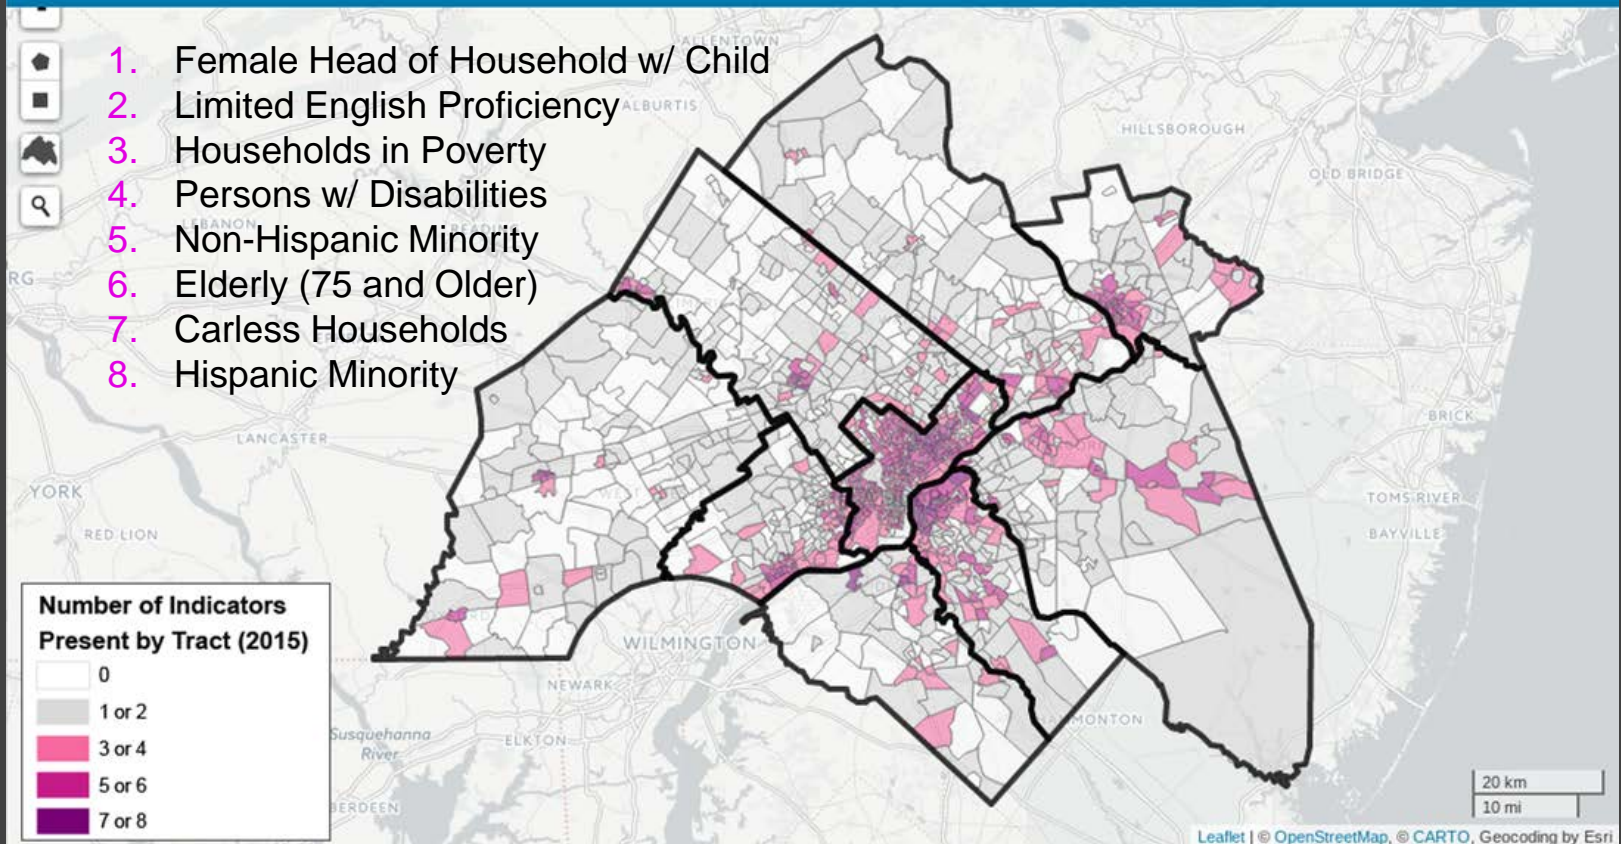 1. Female Head of Household w/ Child
2. Limited English Proficiency
3. Households in Poverty
4. Persons w/ Disabilities
5. Non-Hispanic Minority
6. Elderly (75 and Older)
7. Carless Households
8. Hispanic Minority
ALLENTOWN
ALBURTIS
HILLSBOROUGH
OLD BRIDGE
LEBANON
READING
RG
LANCASTER
BRICK
YORK
TOMS RIVER
RED LION
BAYVILLE
WILMINGTON
NEWARK
HAMMONTON
Susquehanna
River
ELKTON
BERDEEN
Number of Indicators
Present by Tract (2015)
0
1 or 2
3 or 4
5 or 6
7 or 8
20 km
10 mi
Leaflet | © OpenStreetMap, © CARTO, Geocoding by Esri